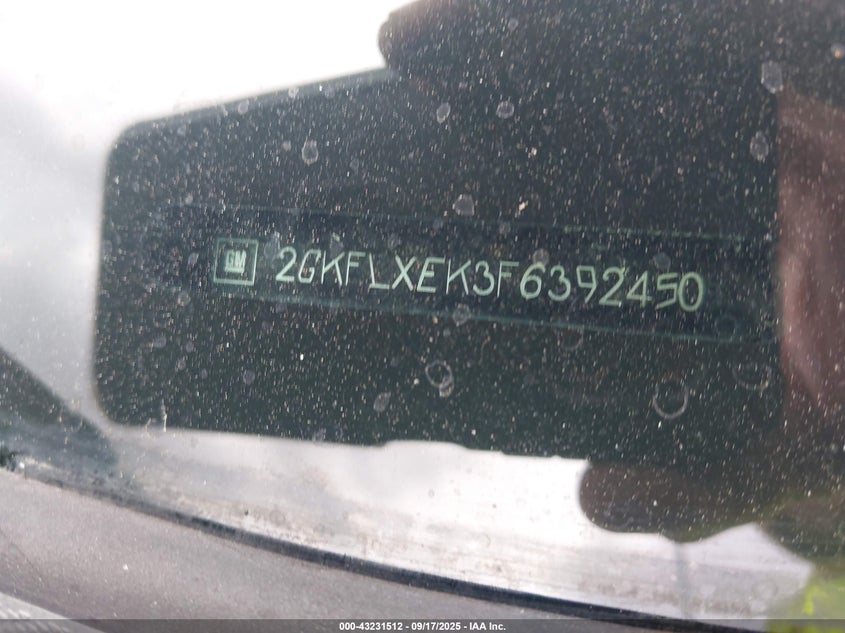 GM 2GKFLXEK3F6392450
000-43231512 - 09/17/2025 - IAA Inc.